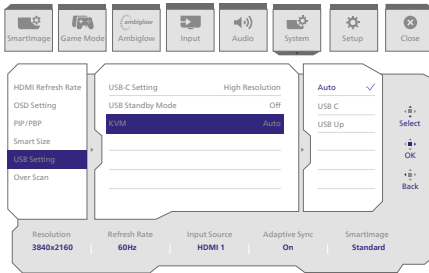 SmartImage
Game Mode
ambiglow
Ambiglow
Input
Audio
System
Setup
Close
HDMI Refresh Rate
OSD Setting
PIP/PBP
Smart Size
USB Setting
Over Scan
USB-C Setting High Resolution
USB Standby Mode Off
KVM Auto
Auto
USB C
USB Up
Select
OK
Back
Resolution Refresh Rate Input Source Adaptive Sync SmartImage
3840x2160 60Hz HDMI 1 On Standard